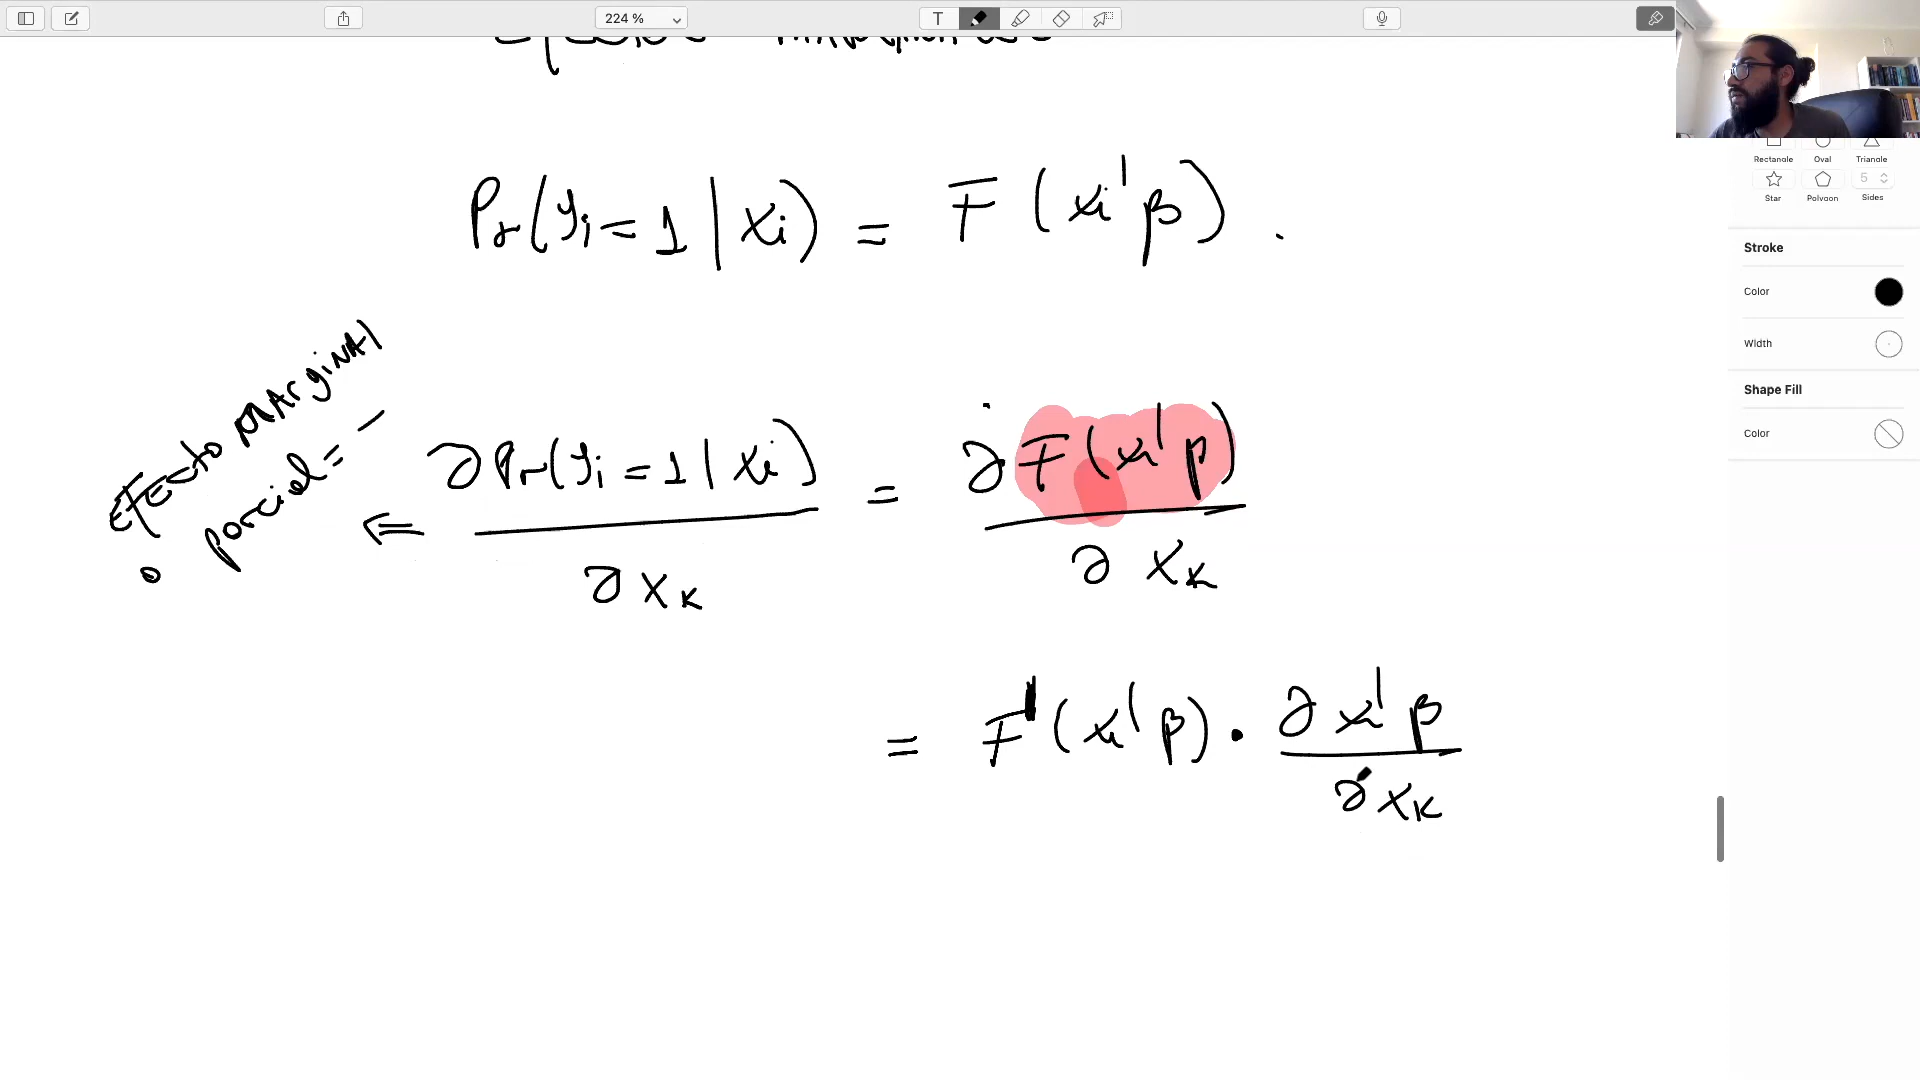 224 %
T
Rectangle Oval Triangle
5
Star Polygon Sides
Stroke
Color
Width
Shape Fill
Color
Pr(yi = 1 | xi) = F(xi'β).
Efecto marginal
o parcial =
∂Pr(yi = 1 | xi) / ∂xK = ∂F(xi'β) / ∂xK
⇐
= F'(xi'β) · ∂xi'β / ∂xK